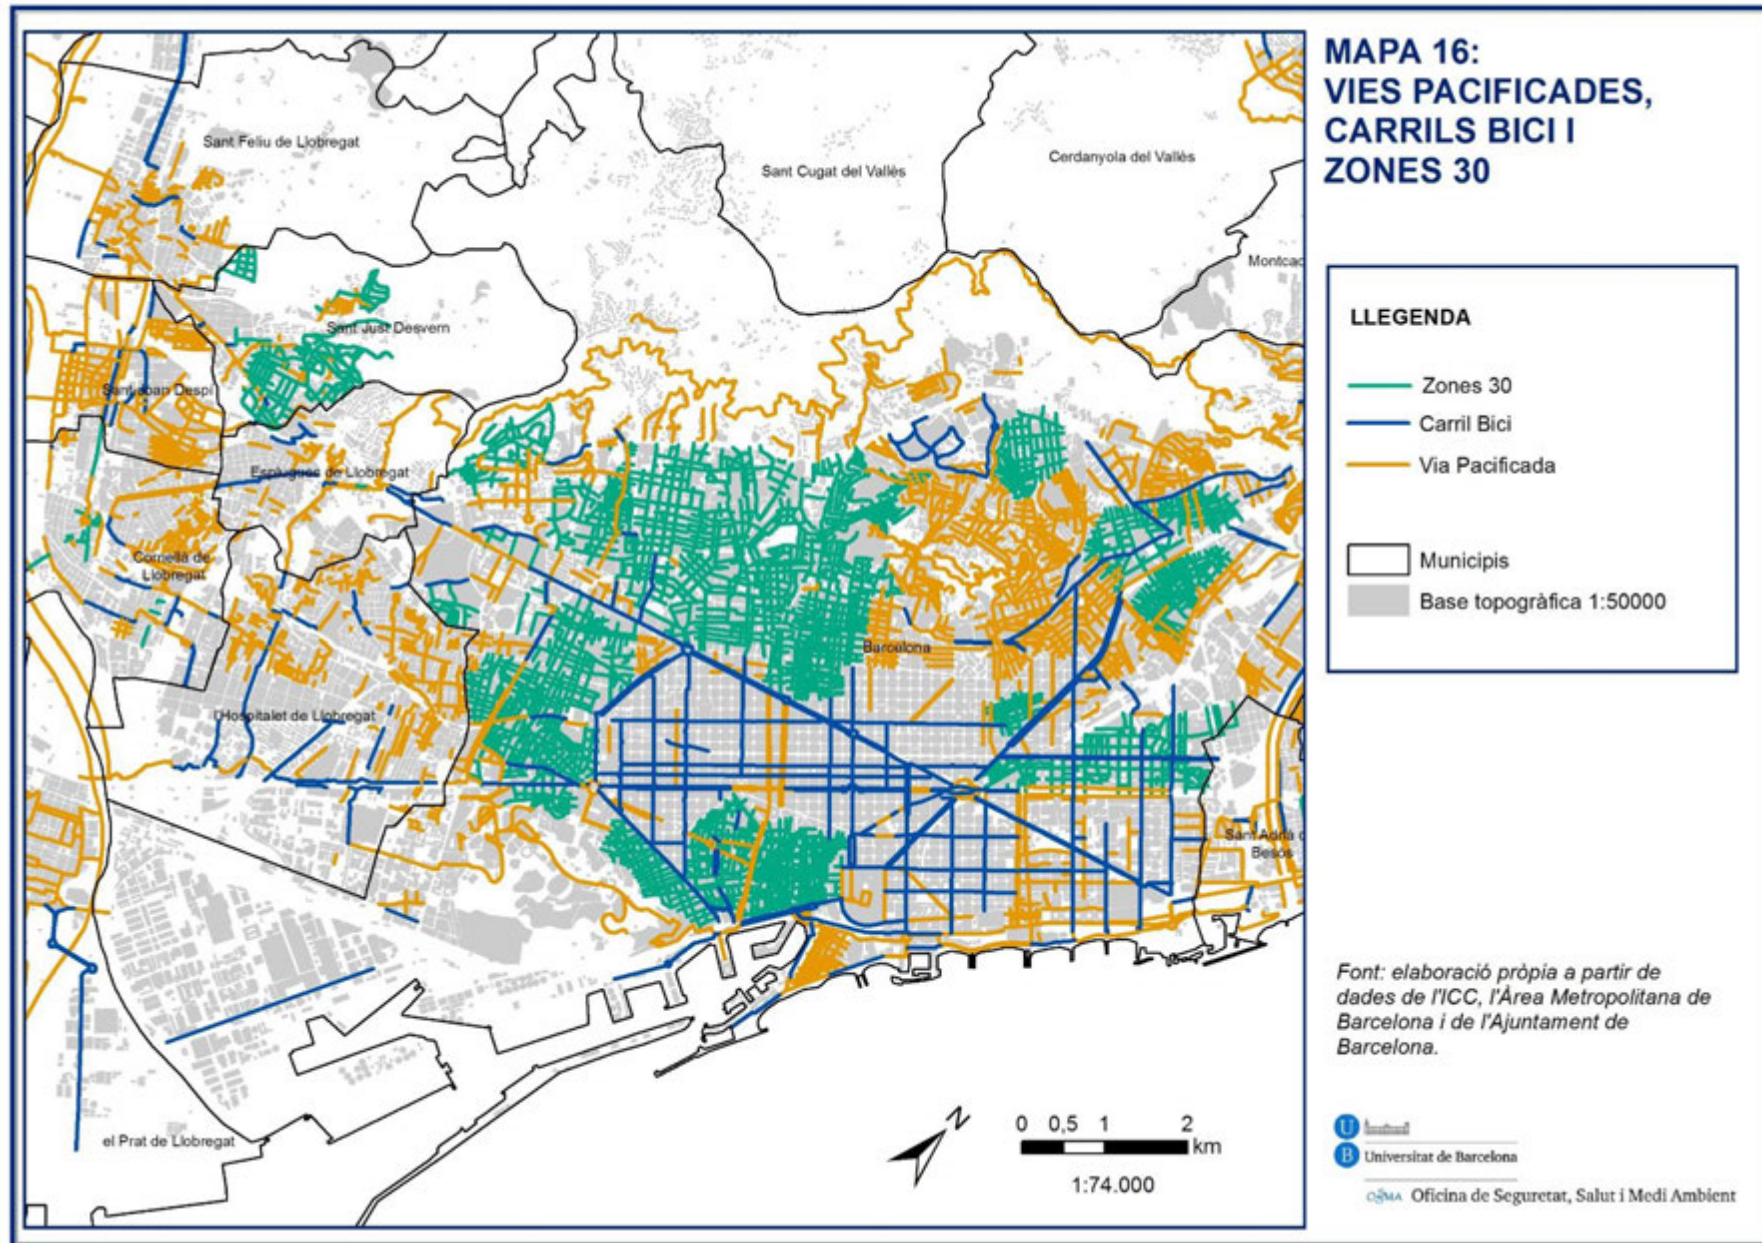 MAPA 16:
VIES PACIFICADES,
CARRILS BICI I
ZONES 30
LLEGENDA
Zones 30
Carril Bici
Via Pacificada
Municipis
Base topogràfica 1:50000
Sant Feliu de Llobregat
Sant Cugat del Vallès
Cerdanyola del Vallès
Montcac
Sant Just Desvern
Sant Joan Despí
Esplugues de Llobregat
Cornellà de
Llobregat
Barcelona
l'Hospitalet de Llobregat
Sant Adrià d
Besòs
el Prat de Llobregat
N
0 0,5 1 2
km
1:74.000
Font: elaboració pròpia a partir de
dades de l'ICC, l'Àrea Metropolitana de
Barcelona i de l'Ajuntament de
Barcelona.
U
B Universitat de Barcelona
OSSMA Oficina de Seguretat, Salut i Medi Ambient